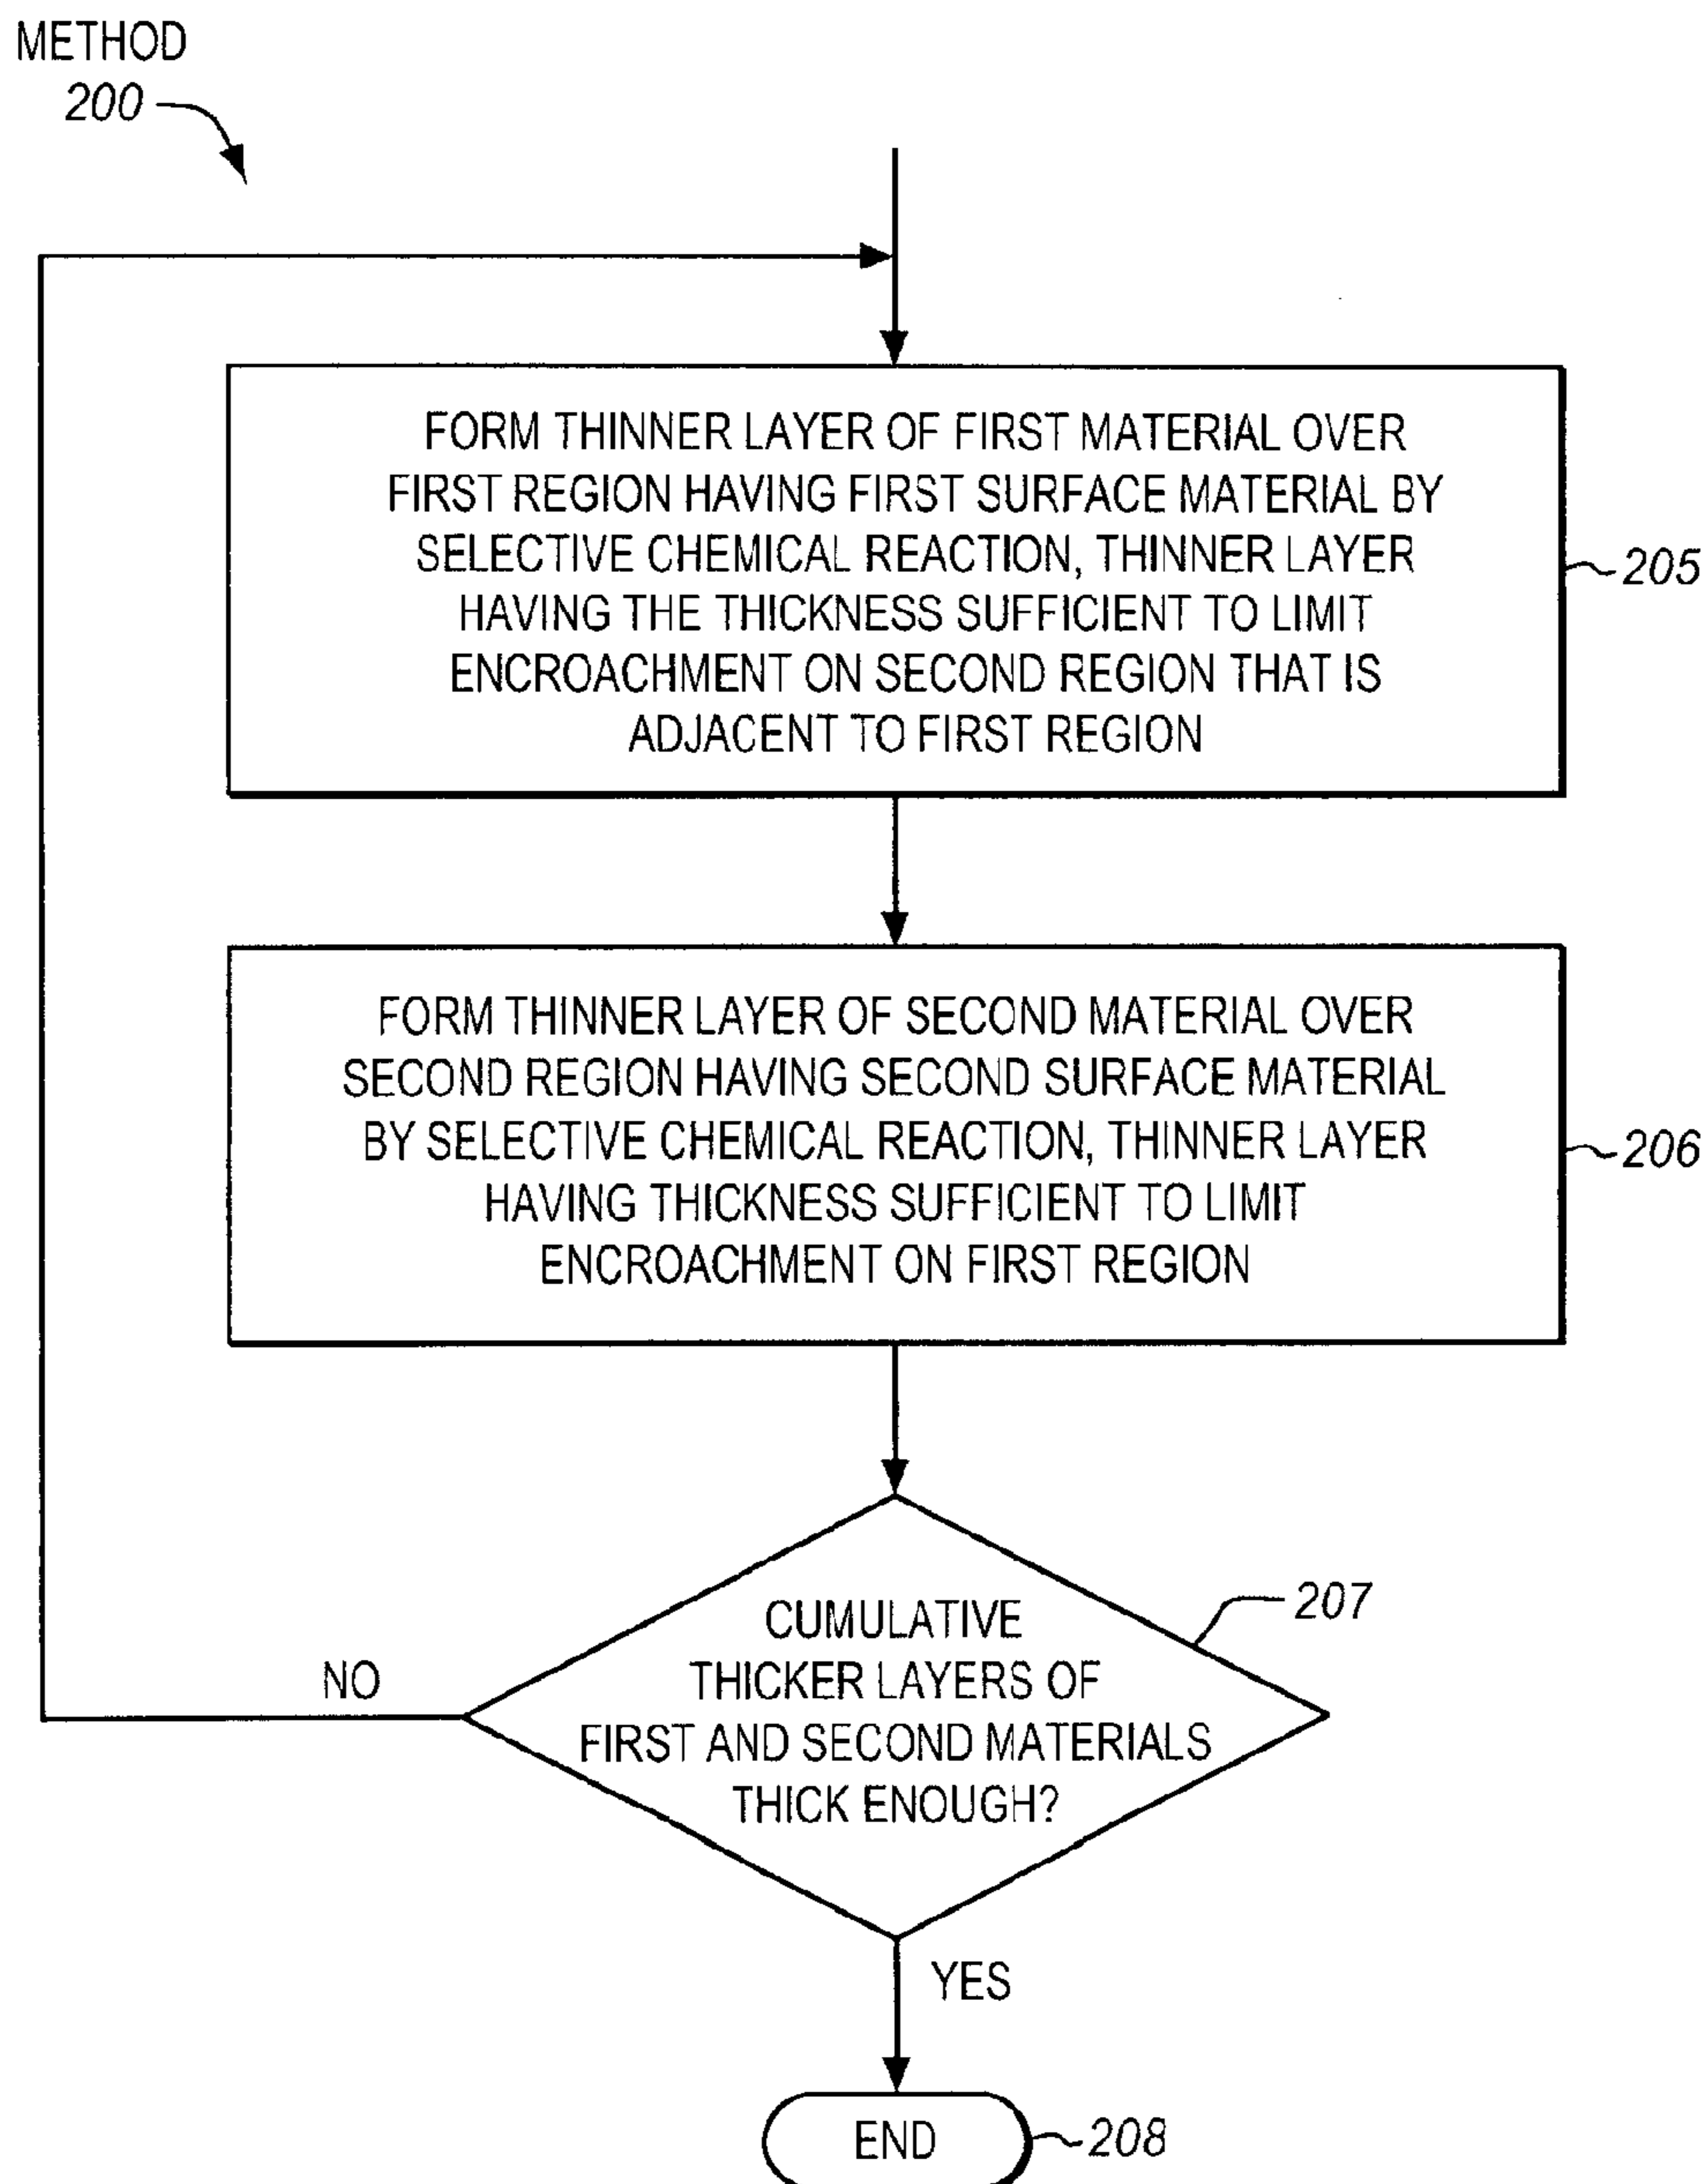 METHOD
200
FORM THINNER LAYER OF FIRST MATERIAL OVER
FIRST REGION HAVING FIRST SURFACE MATERIAL BY
SELECTIVE CHEMICAL REACTION, THINNER LAYER
HAVING THE THICKNESS SUFFICIENT TO LIMIT
ENCROACHMENT ON SECOND REGION THAT IS
ADJACENT TO FIRST REGION
205
FORM THINNER LAYER OF SECOND MATERIAL OVER
SECOND REGION HAVING SECOND SURFACE MATERIAL
BY SELECTIVE CHEMICAL REACTION, THINNER LAYER
HAVING THICKNESS SUFFICIENT TO LIMIT
ENCROACHMENT ON FIRST REGION
206
CUMULATIVE
THICKER LAYERS OF
FIRST AND SECOND MATERIALS
THICK ENOUGH?
207
NO
YES
END
208